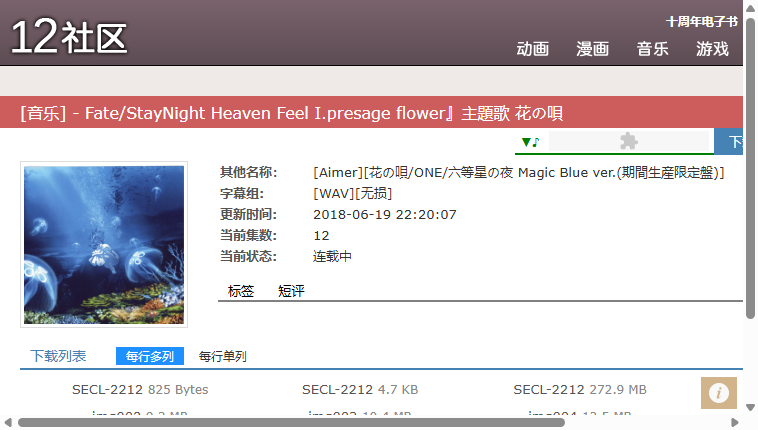 十周年电子书
12社区
动画 漫画 音乐 游戏
[音乐] - Fate/StayNight Heaven Feel I.presage flower』主題歌 花の唄
▼♪
其他名称: [Aimer][花の唄/ONE/六等星の夜 Magic Blue ver.(期間生産限定盤)]
字幕组: [WAV][无损]
更新时间: 2018-06-19 22:20:07
当前集数: 12
当前状态: 连载中
标签 短评
下载列表 每行多列 每行单列
SECL-2212 825 Bytes SECL-2212 4.7 KB SECL-2212 272.9 MB